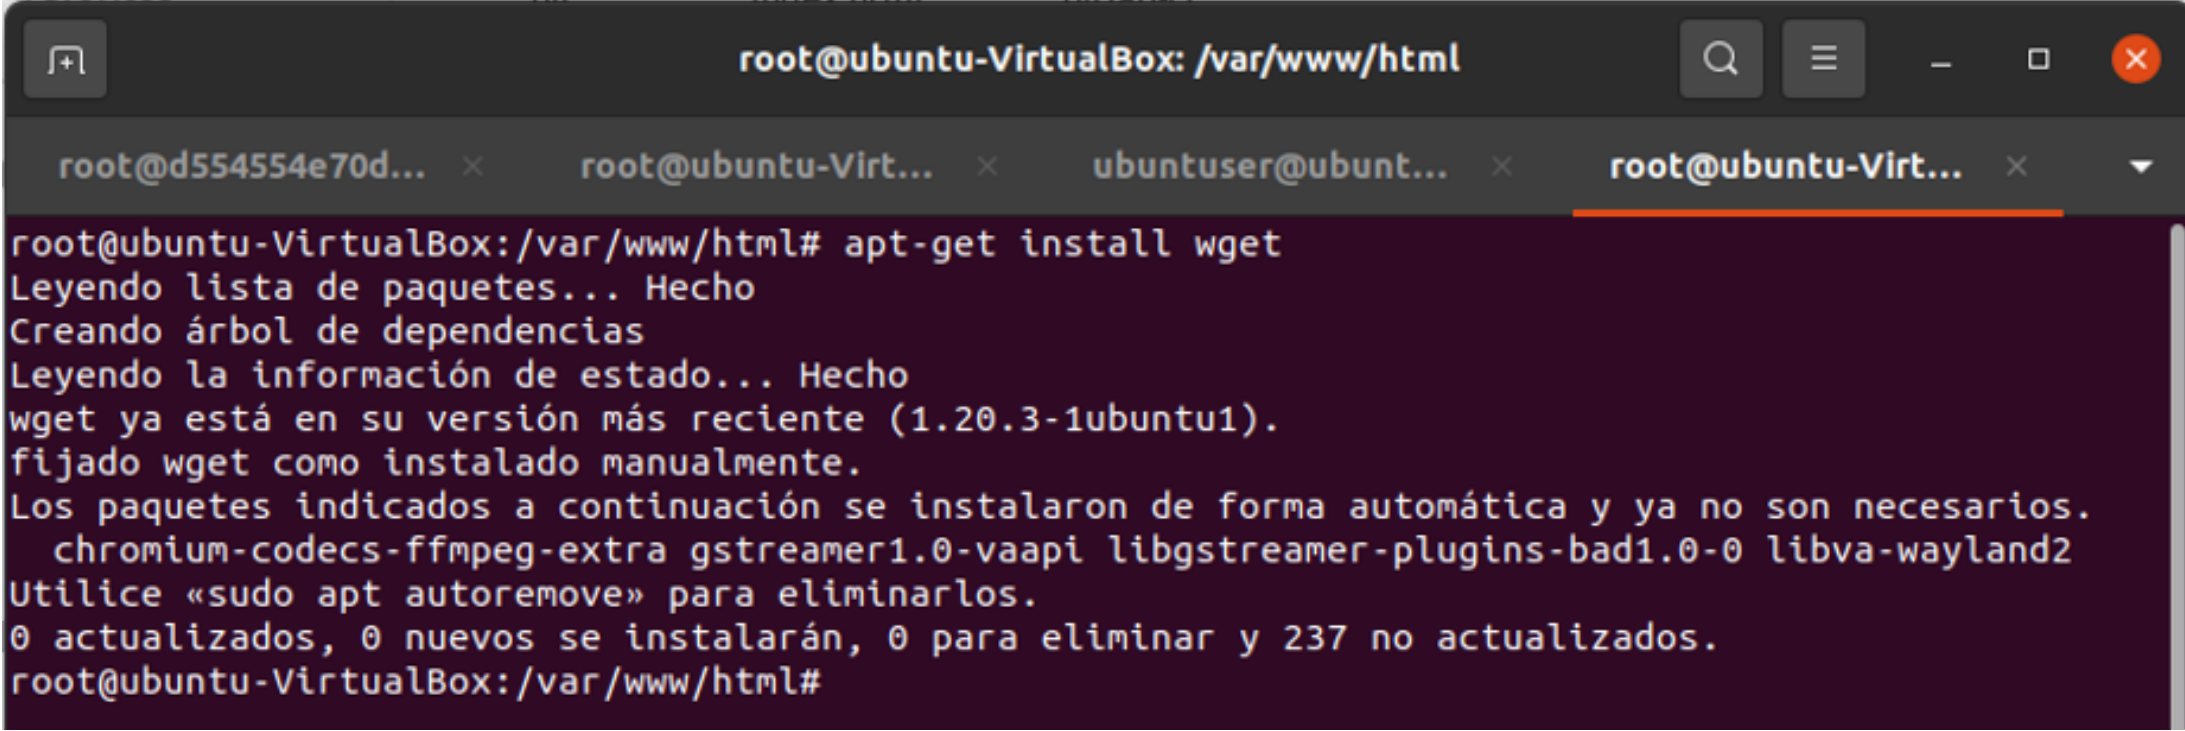 root@ubuntu-VirtualBox: /var/www/html
root@d554554e70d... root@ubuntu-Virt... ubuntuser@ubunt... root@ubuntu-Virt...
root@ubuntu-VirtualBox:/var/www/html# apt-get install wget
Leyendo lista de paquetes... Hecho
Creando árbol de dependencias
Leyendo la información de estado... Hecho
wget ya está en su versión más reciente (1.20.3-1ubuntu1).
fijado wget como instalado manualmente.
Los paquetes indicados a continuación se instalaron de forma automática y ya no son necesarios.
  chromium-codecs-ffmpeg-extra gstreamer1.0-vaapi libgstreamer-plugins-bad1.0-0 libva-wayland2
Utilice «sudo apt autoremove» para eliminarlos.
0 actualizados, 0 nuevos se instalarán, 0 para eliminar y 237 no actualizados.
root@ubuntu-VirtualBox:/var/www/html#